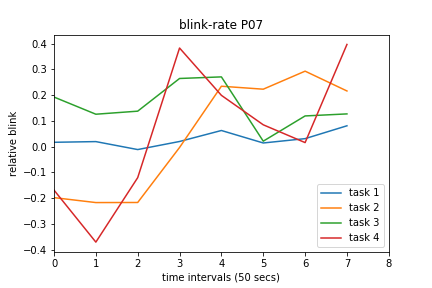 blink-rate P07
relative blink
0.4
0.3
0.2
0.1
0.0
−0.1
−0.2
−0.3
−0.4
0 1 2 3 4 5 6 7 8
time intervals (50 secs)
task 1
task 2
task 3
task 4